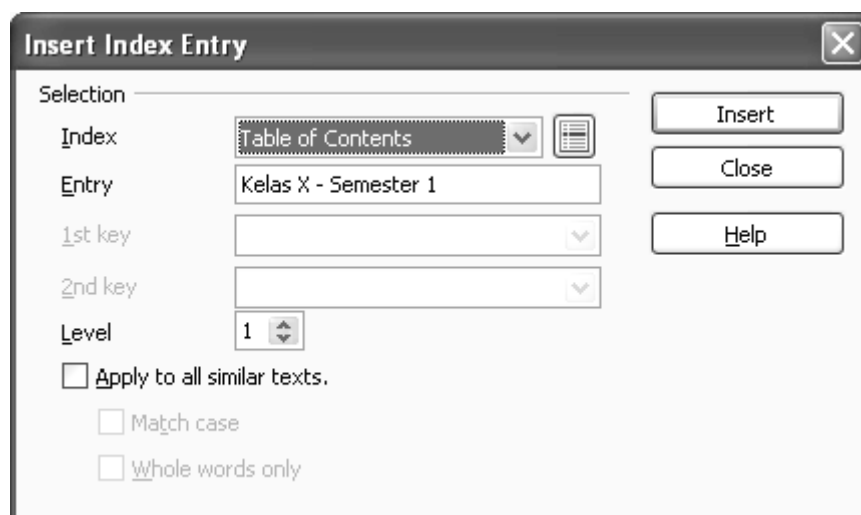 Insert Index Entry
Selection
Index
Table of Contents
Insert
Entry
Kelas X - Semester 1
Close
1st key
Help
2nd key
Level
1
Apply to all similar texts.
Match case
Whole words only